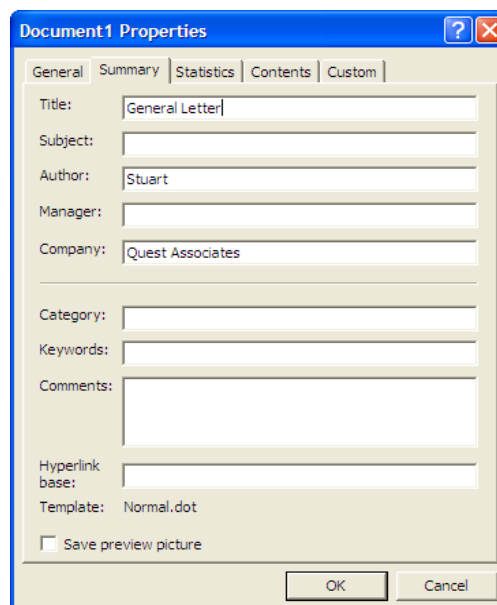 Document1 Properties
General Summary Statistics Contents Custom
Title: General Letter
Subject:
Author: Stuart
Manager:
Company: Quest Associates
Category:
Keywords:
Comments:
Hyperlink
base:
Template: Normal.dot
Save preview picture
OK Cancel